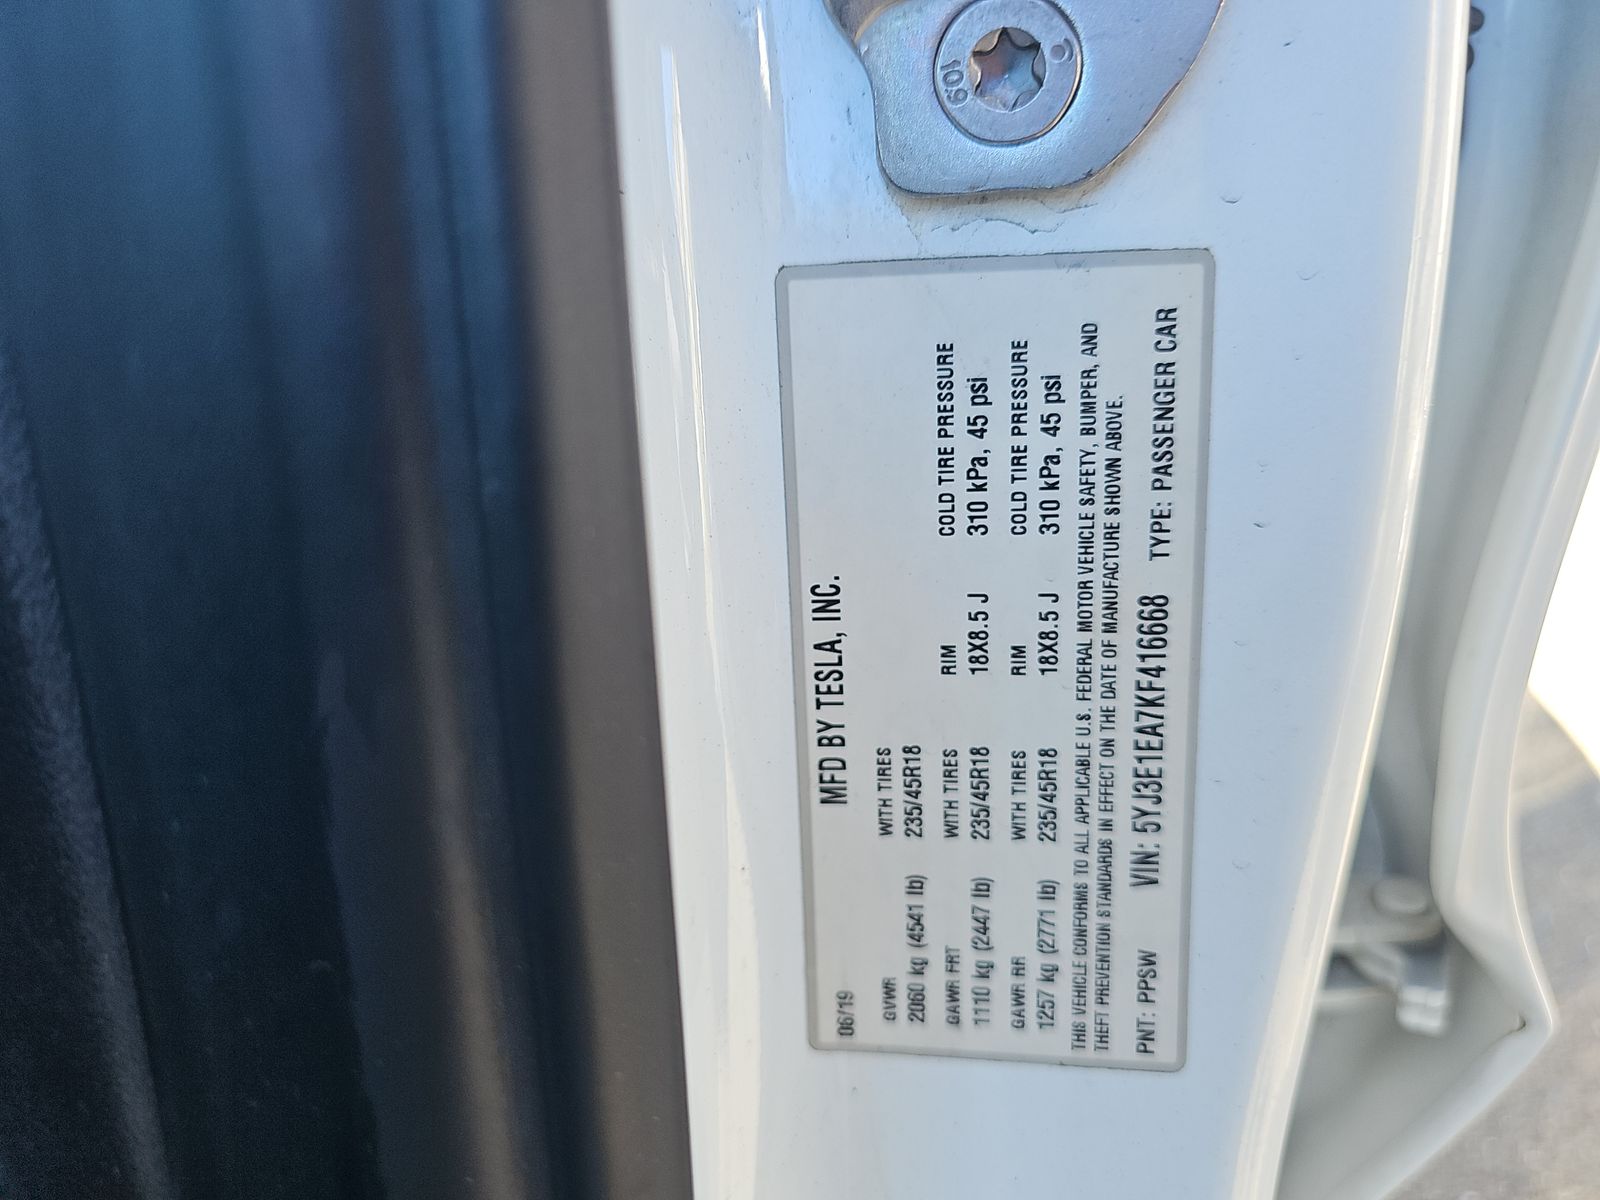 109
MFD BY TESLA, INC.
06/19
GVWR WITH TIRES
2060 kg (4541 lb) 235/45R18
GAWR FRT WITH TIRES RIM COLD TIRE PRESSURE
1110 kg (2447 lb) 235/45R18 18X8.5 J 310 kPa, 45 psi
GAWR RR WITH TIRES RIM COLD TIRE PRESSURE
1257 kg (2771 lb) 235/45R18 18X8.5 J 310 kPa, 45 psi
THIS VEHICLE CONFORMS TO ALL APPLICABLE U.S. FEDERAL MOTOR VEHICLE SAFETY, BUMPER, AND
THEFT PREVENTION STANDARDS IN EFFECT ON THE DATE OF MANUFACTURE SHOWN ABOVE.
PNT: PPSW VIN: 5YJ3E1EA7KF416668 TYPE: PASSENGER CAR